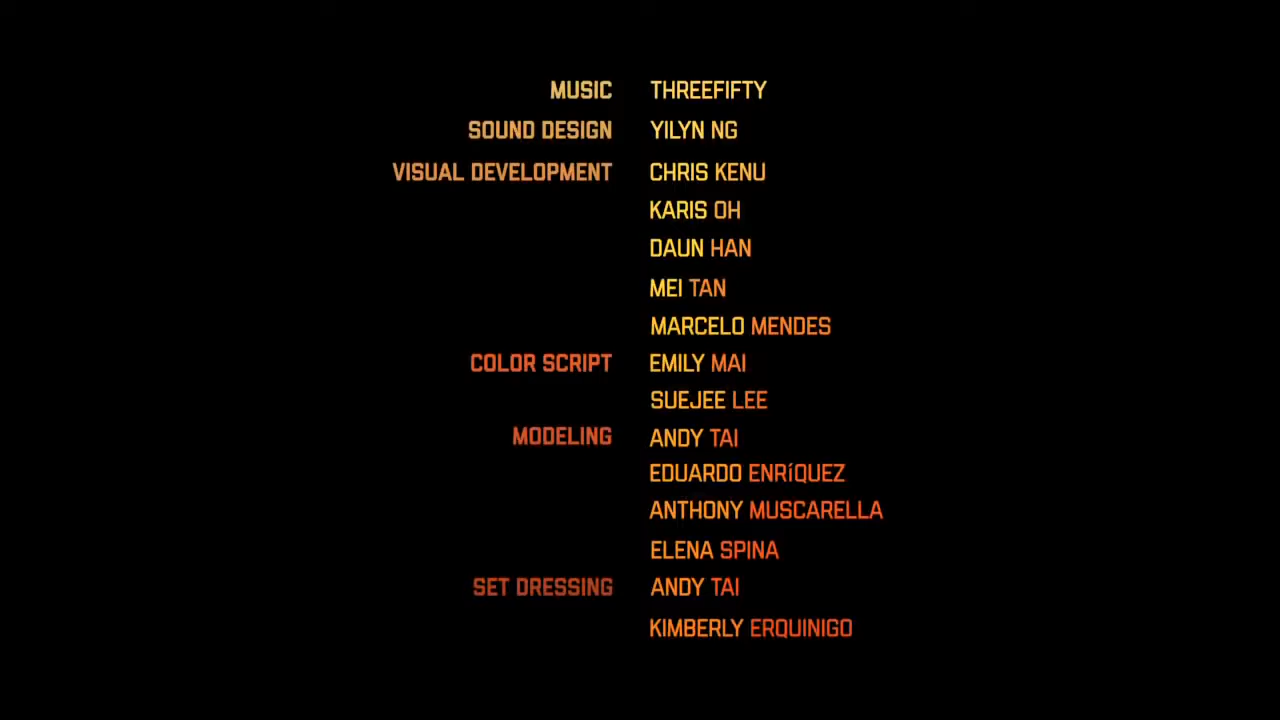 MUSIC THREEFIFTY
SOUND DESIGN YILYN NG
VISUAL DEVELOPMENT CHRIS KENU
KARIS OH
DAUN HAN
MEI TAN
MARCELO MENDES
COLOR SCRIPT EMILY MAI
SUEJEE LEE
MODELING ANDY TAI
EDUARDO ENRíQUEZ
ANTHONY MUSCARELLA
ELENA SPINA
SET DRESSING ANDY TAI
KIMBERLY ERQUINIGO